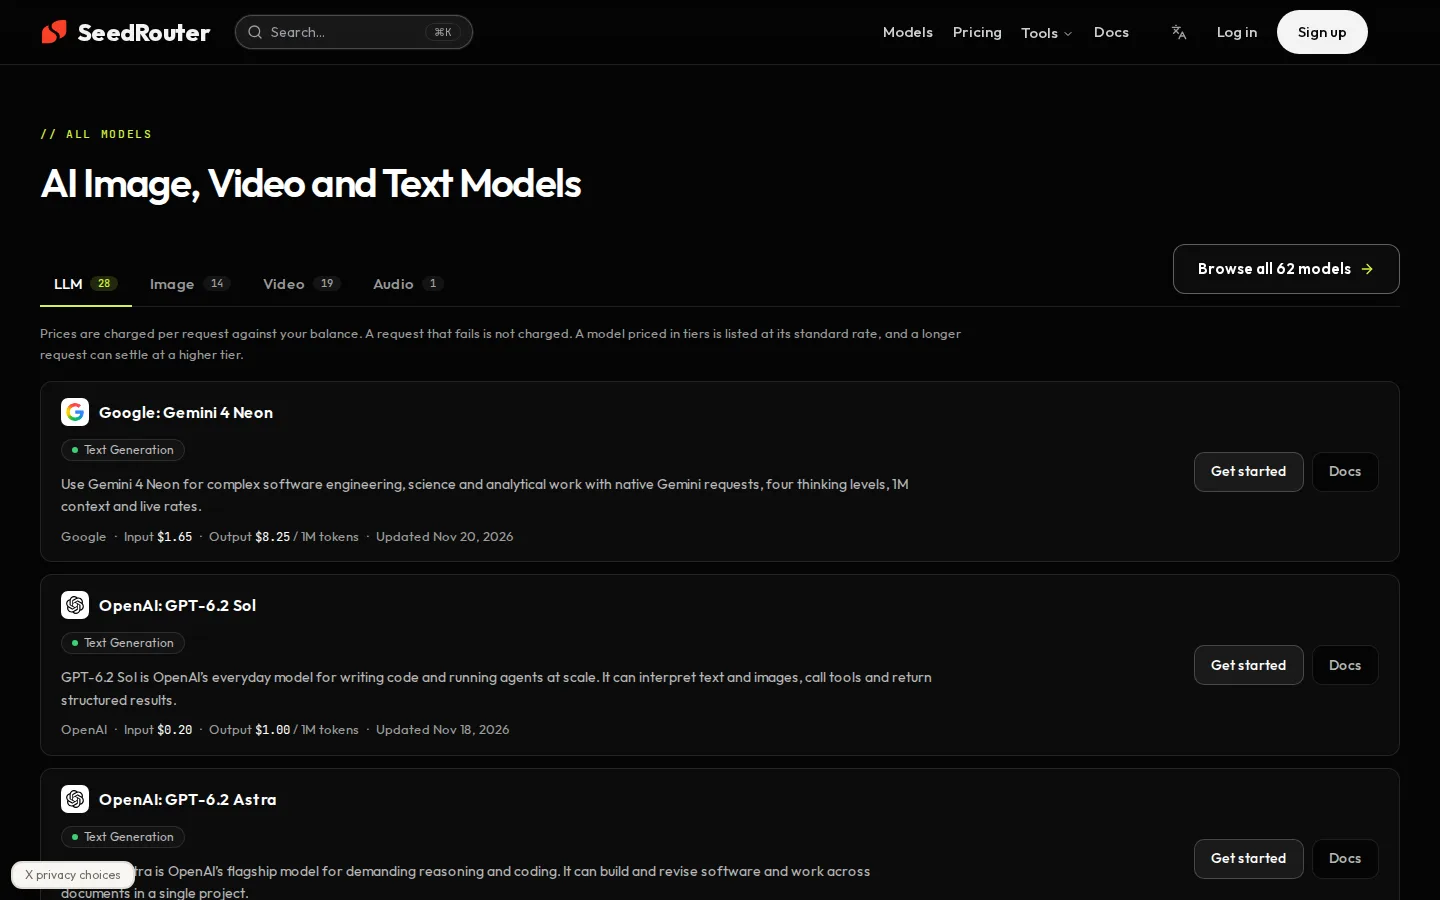 SeedRouter
Search...
⌘K
Models
Pricing
Tools
Docs
Log in
Sign up
// ALL MODELS
AI Image, Video and Text Models
LLM 28
Image 14
Video 19
Audio 1
Browse all 62 models →
Prices are charged per request against your balance. A request that fails is not charged. A model priced in tiers is listed at its standard rate, and a longer
request can settle at a higher tier.
Google: Gemini 4 Neon
Text Generation
Use Gemini 4 Neon for complex software engineering, science and analytical work with native Gemini requests, four thinking levels, 1M
context and live rates.
Google · Input $1.65 · Output $8.25 / 1M tokens · Updated Nov 20, 2026
Get started
Docs
OpenAI: GPT-6.2 Sol
Text Generation
GPT-6.2 Sol is OpenAI's everyday model for writing code and running agents at scale. It can interpret text and images, call tools and return
structured results.
OpenAI · Input $0.20 · Output $1.00 / 1M tokens · Updated Nov 18, 2026
Get started
Docs
OpenAI: GPT-6.2 Astra
Text Generation
tra is OpenAI's flagship model for demanding reasoning and coding. It can build and revise software and work across
documents in a single project.
Get started
Docs
X privacy choices